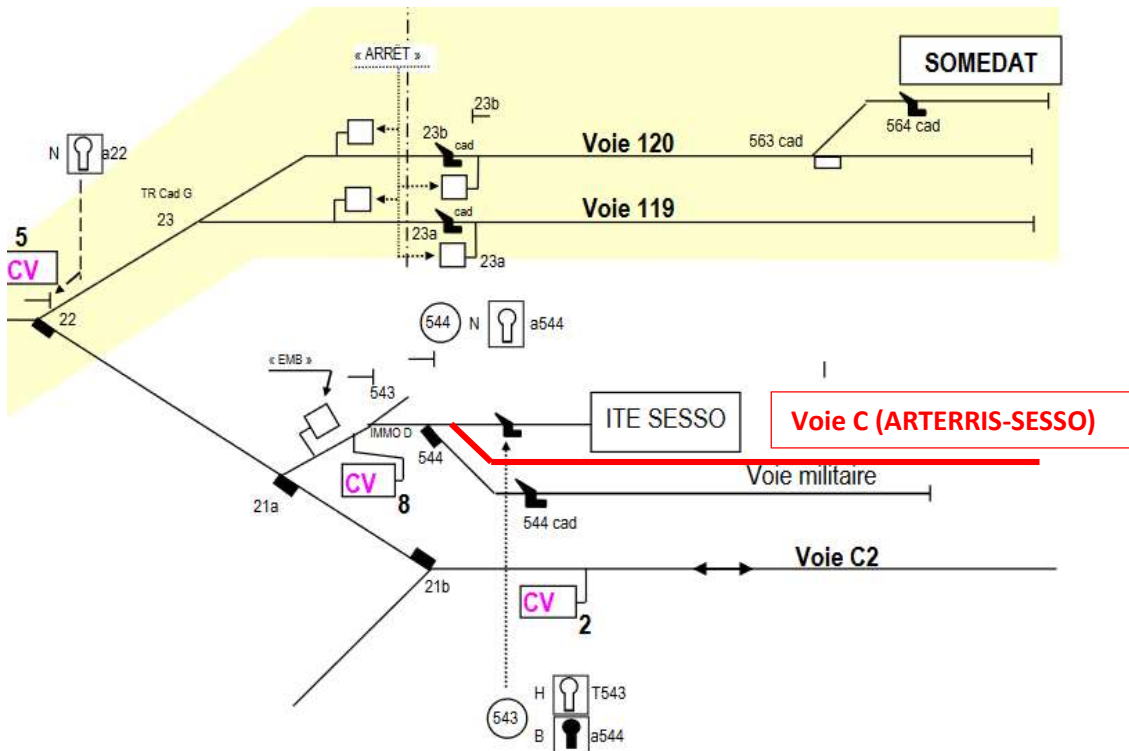 « ARRÊT »
SOMEDAT
23b
564 cad
N
a22
23b
cad
Voie 120
563 cad
TR Cad G
23
cad
Voie 119
5
CV
23a
23a
22
544
N
a544
« EMB »
543
ITE SESSO
Voie C (ARTERRIS-SESSO)
IMMO D
544
CV
Voie militaire
21a
8
544 cad
Voie C2
21b
CV
2
H
T543
543
B
a544